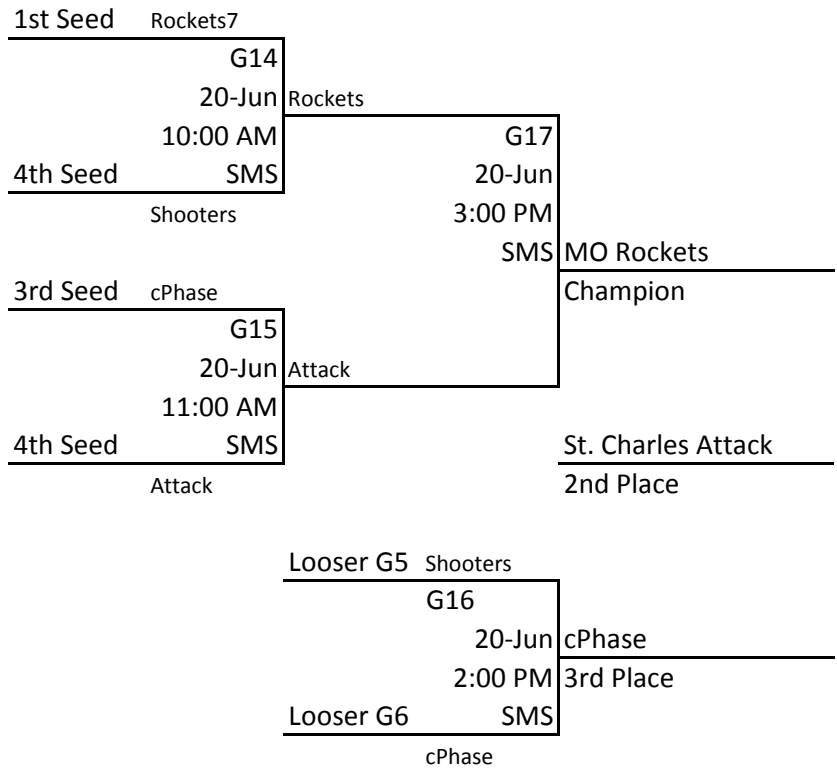 1st Seed Rockets7
G14
20-Jun Rockets
10:00 AM G17
4th Seed SMS 20-Jun
Shooters 3:00 PM
SMS MO Rockets
3rd Seed cPhase Champion
G15
20-Jun Attack
11:00 AM
4th Seed SMS St. Charles Attack
Attack 2nd Place
Looser G5 Shooters
G16
20-Jun cPhase
2:00 PM 3rd Place
Looser G6 SMS
cPhase